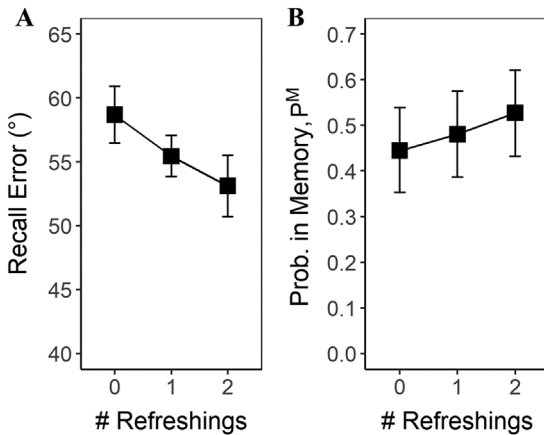 A
Recall Error (°)
65
60
55
50
45
40
0 1 2
# Refreshings
B
Prob. in Memory, P^M
0.7
0.6
0.5
0.4
0.3
0.2
0.1
0.0
0 1 2
# Refreshings